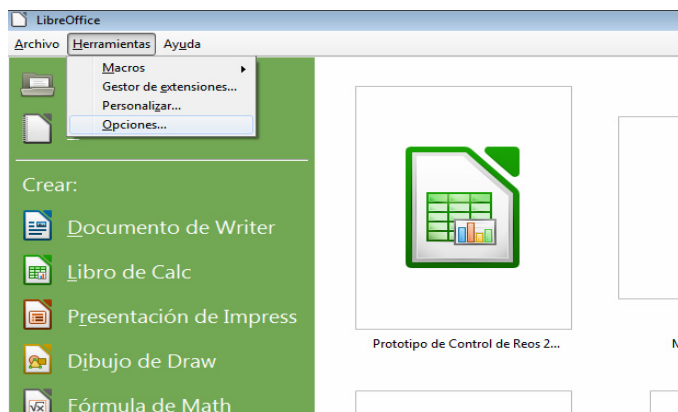 LibreOffice
Archivo Herramientas Ayuda
Macros
Gestor de extensiones...
Personalizar...
Opciones...
Crear:
Documento de Writer
Libro de Calc
Presentación de Impress
Dibujo de Draw
Fórmula de Math
Prototipo de Control de Reos 2...